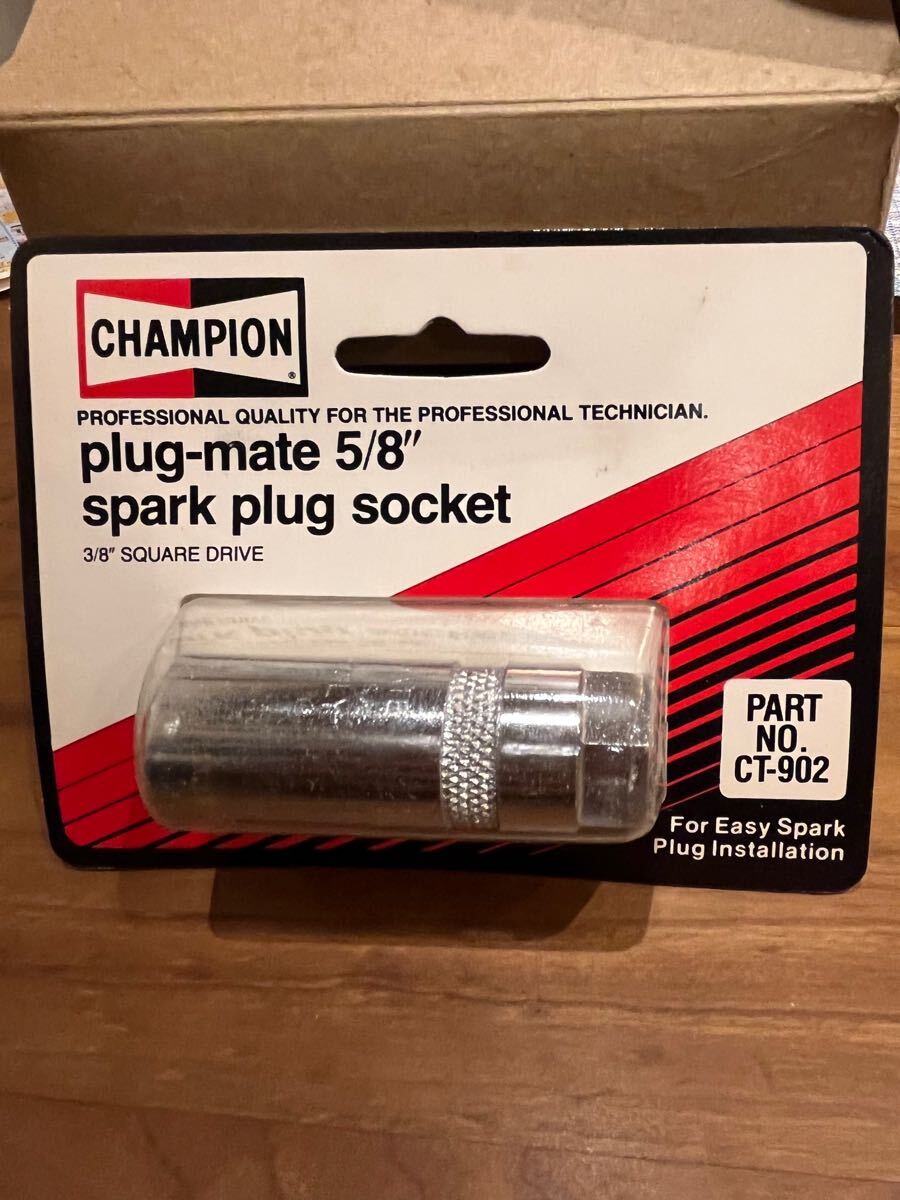 CHAMPION
®
PROFESSIONAL QUALITY FOR THE PROFESSIONAL TECHNICIAN.
plug-mate 5/8"
spark plug socket
3/8" SQUARE DRIVE
PART
NO.
CT-902
For Easy Spark
Plug Installation